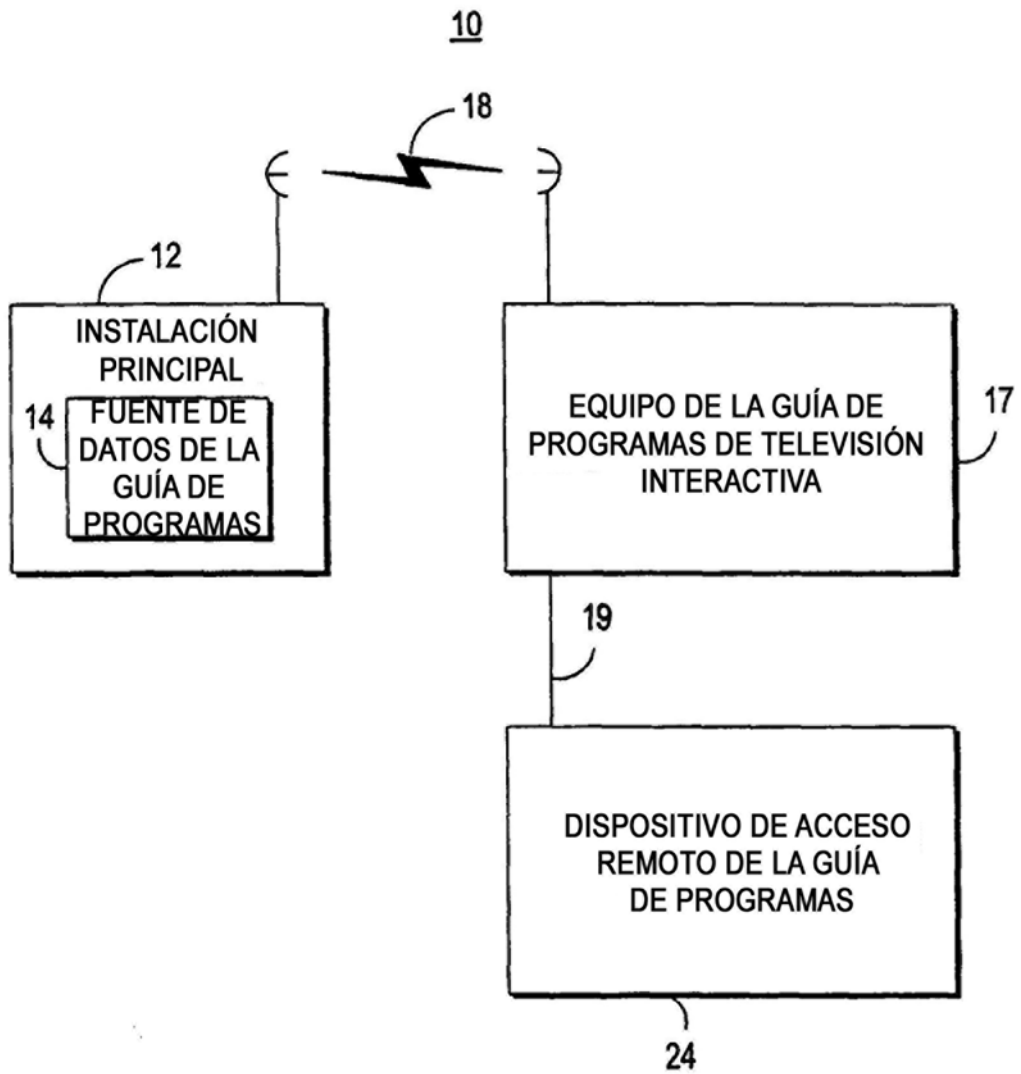 10
18
12
INSTALACIÓN
PRINCIPAL
14
FUENTE DE
DATOS DE LA
GUÍA DE
PROGRAMAS
EQUIPO DE LA GUÍA DE
PROGRAMAS DE TELEVISIÓN
INTERACTIVA
17
19
DISPOSITIVO DE ACCESO
REMOTO DE LA GUÍA
DE PROGRAMAS
24